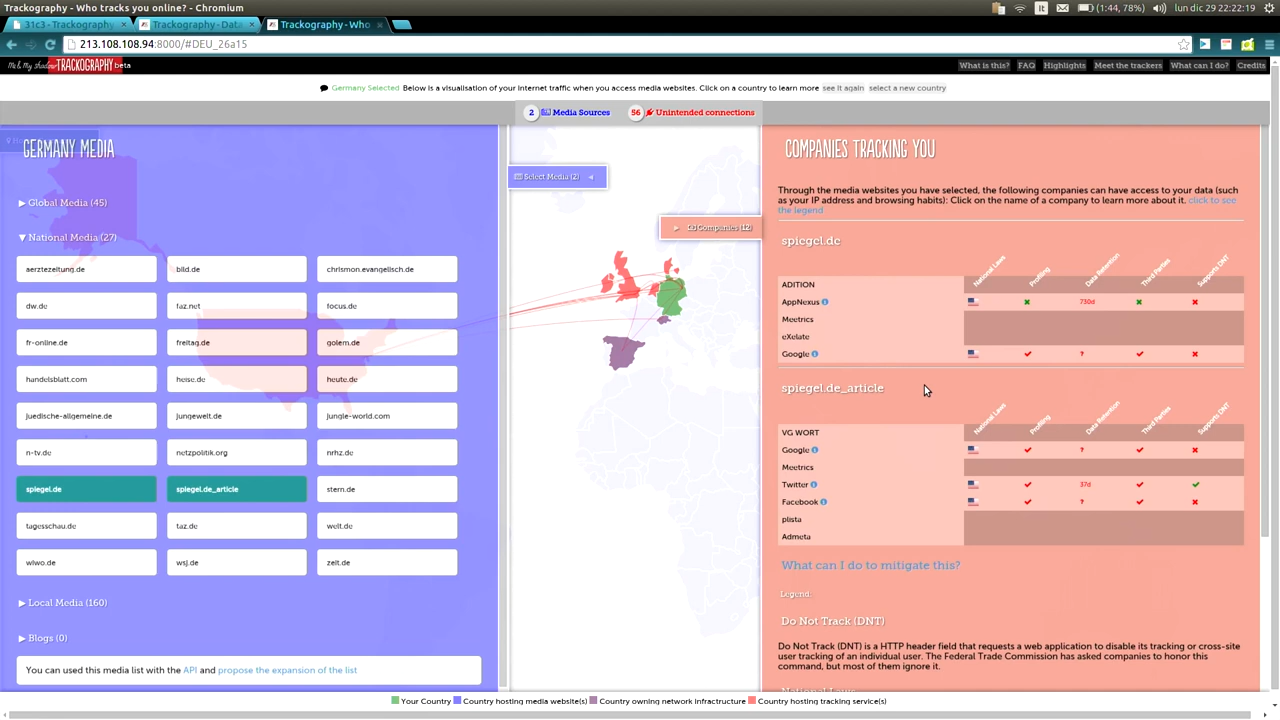 Trackography - Who tracks you online? - Chromium
It
(1:44, 78%)
lun dic 29 22:22:19
31c3 - Trackography
Trackography - Data
Trackography - Who
213.108.108.94:8000/#DEU_26a15
Me & My shadow TRACKOGRAPHY beta
What is this? FAQ Highlights Meet the trackers What can I do? Credits
Germany Selected Below is a visualisation of your internet traffic when you access media websites. Click on a country to learn more see it again select a new country
2 Media Sources 56 Unintended connections
GERMANY MEDIA
▶ Global Media (45)
▼ National Media (27)
aerztezeitung.de bild.de chrismon.evangelisch.de
dw.de faz.net focus.de
fr-online.de freitag.de golem.de
handelsblatt.com heise.de heute.de
juedische-allgemeine.de jungewelt.de jungle-world.com
n-tv.de netzpolitik.org nrhz.de
spiegel.de spiegel.de_article stern.de
tagesschau.de taz.de welt.de
wiwo.de wsj.de zeit.de
▶ Local Media (160)
▶ Blogs (0)
You can used this media list with the API and propose the expansion of the list
Select Media (2) ◀
▶ Companies (12)
COMPANIES TRACKING YOU
Through the media websites you have selected, the following companies can have access to your data (such
as your IP address and browsing habits): Click on the name of a company to learn more about it. click to see
the legend
spiegel.de
National Laws Profiling Data Retention Third Parties Supports DNT
ADITION
AppNexus 730d
Meetrics
eXelate
Google ?
spiegel.de_article
National Laws Profiling Data Retention Third Parties Supports DNT
VG WORT
Google ?
Meetrics
Twitter 37d
Facebook ?
plista
Admeta
What can I do to mitigate this?
Legend:
Do Not Track (DNT)
Do Not Track (DNT) is a HTTP header field that requests a web application to disable its tracking or cross-site
user tracking of an individual user. The Federal Trade Commission has asked companies to honor this
command, but most of them ignore it.
National Laws
Your Country Country hosting media website(s) Country owning network infrastructure Country hosting tracking service(s)